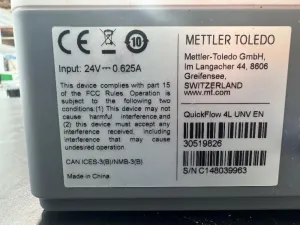 CE 10
METTLER TOLEDO
Input: 24V⎓0.625A
Mettler-Toledo GmbH,
Im Langacher 44, 8606
Greifensee,
SWITZERLAND
www.mt.com
This device complies with part 15
of the FCC Rules Operation is
subject to the following two
conditions:(1) This device may not
cause harmful interference,and
(2) this device must accept any
interference received, including
interference that may cause
undesired operation.
CAN ICES-3(B)/NMB-3(B)
Made in China
QuickFlow 4L UNV EN
30519826
S/N C148039963